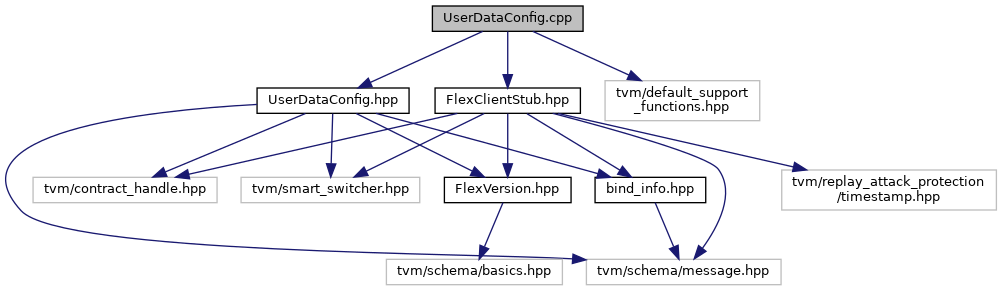 UserDataConfig.cpp
UserDataConfig.hpp
FlexClientStub.hpp
tvm/default_support
_functions.hpp
tvm/contract_handle.hpp
tvm/smart_switcher.hpp
FlexVersion.hpp
bind_info.hpp
tvm/replay_attack_protection
/timestamp.hpp
tvm/schema/basics.hpp
tvm/schema/message.hpp